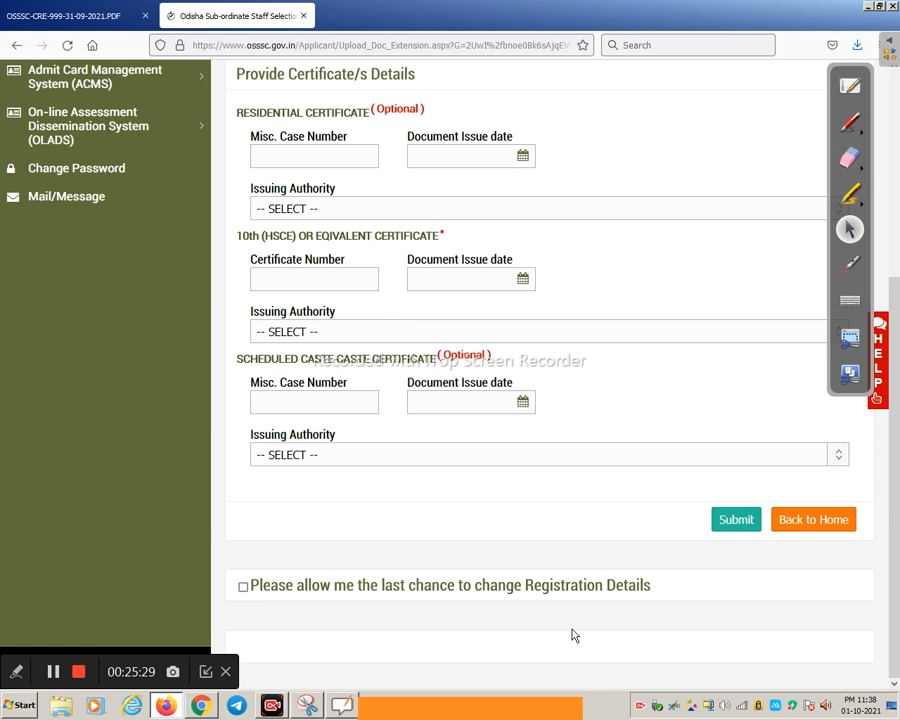 OSSSC-CRE-999-31-09-2021.PDF
Odisha Sub-ordinate Staff Selectio
https://www.osssc.gov.in/Applicant/Upload_Doc_Extension.aspx?G=2UwI%2fbnoe0Bk6sAjqEV
Search
Admit Card Management
System (ACMS)
On-line Assessment
Dissemination System
(OLADS)
Change Password
Mail/Message
Provide Certificate/s Details
RESIDENTIAL CERTIFICATE( Optional )
Misc. Case Number Document Issue date
Issuing Authority
-- SELECT --
10th (HSCE) OR EQIVALENT CERTIFICATE*
Certificate Number Document Issue date
Issuing Authority
-- SELECT --
SCHEDULED CASTE CASTE CERTIFICATE( Optional )
Recorded with iTop Screen Recorder
Misc. Case Number Document Issue date
Issuing Authority
-- SELECT --
Submit Back to Home
Please allow me the last chance to change Registration Details
HELP
00:25:29
Start
PM 11:38
01-10-2021